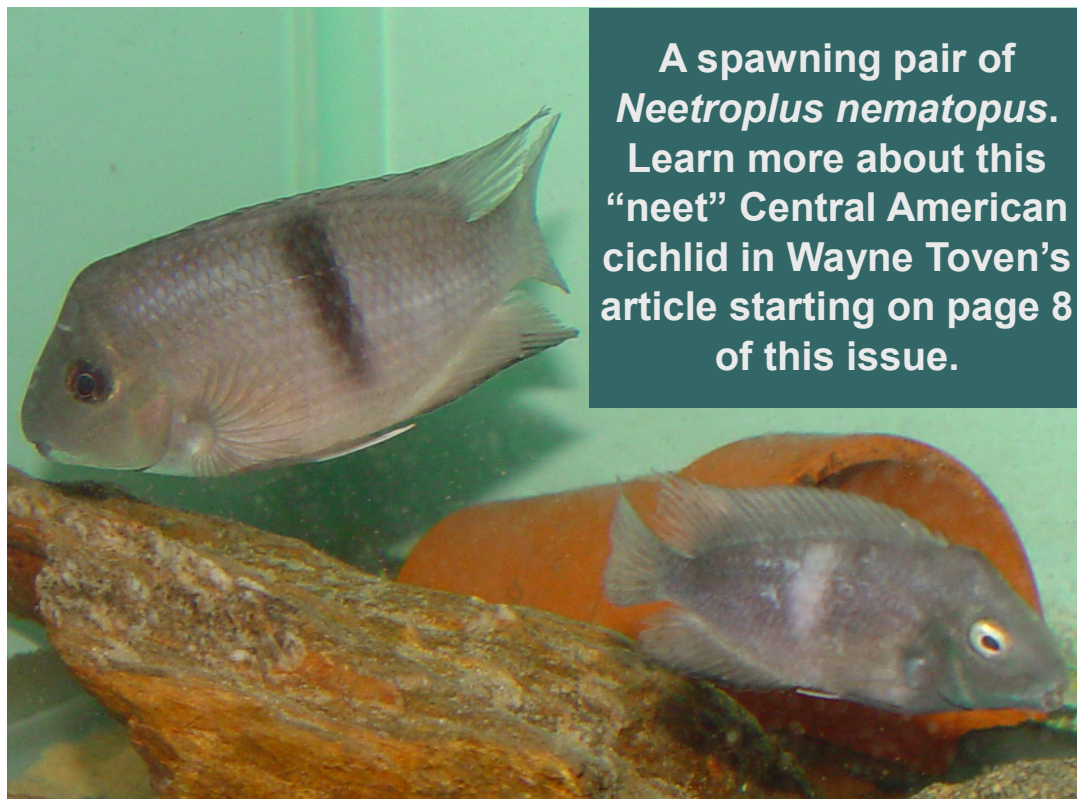 A spawning pair of
Neetroplus nematopus.
Learn more about this
“neet” Central American
cichlid in Wayne Toven’s
article starting on page 8
of this issue.